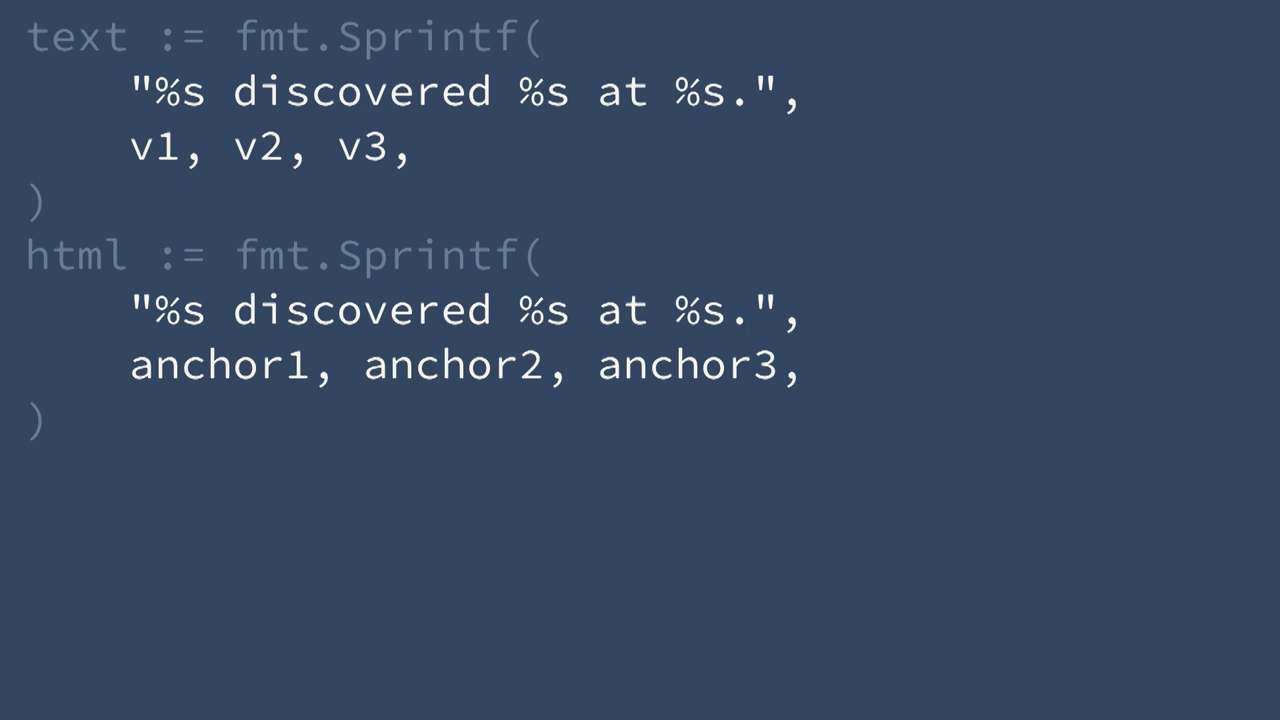 text := fmt.Sprintf(
    "%s discovered %s at %s.",
    v1, v2, v3,
)
html := fmt.Sprintf(
    "%s discovered %s at %s.",
    anchor1, anchor2, anchor3,
)